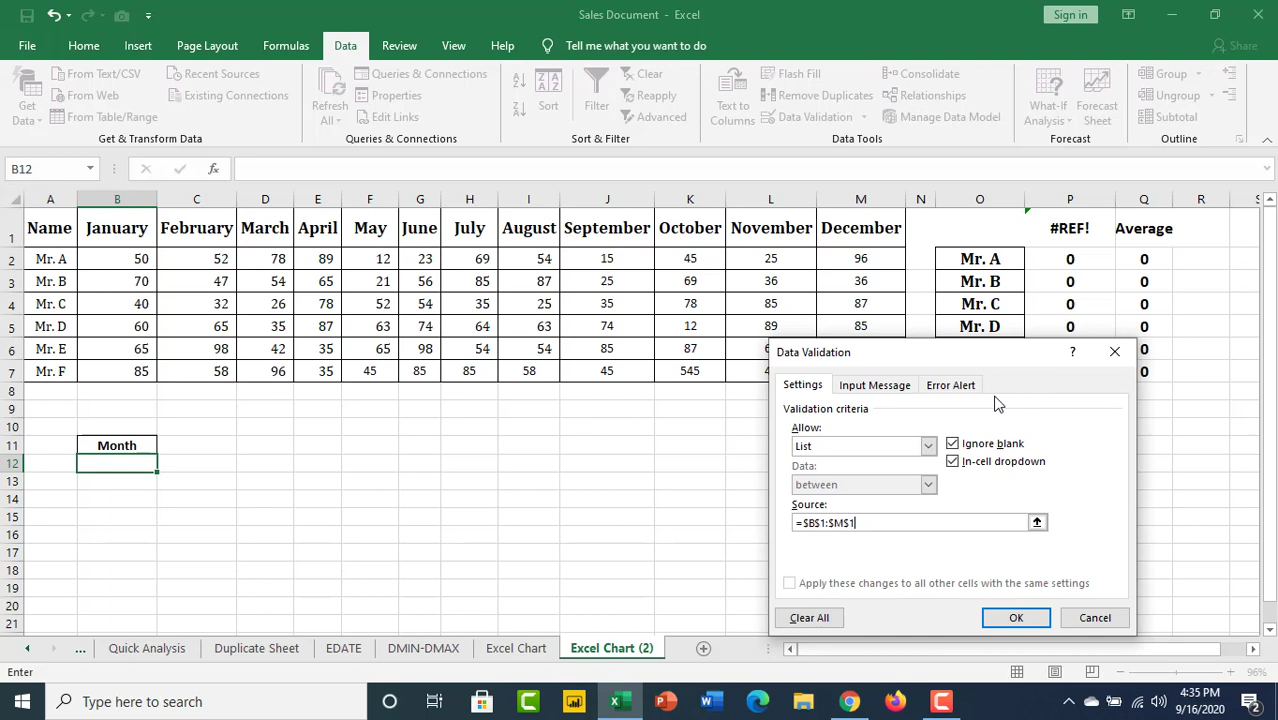 Sales Document - Excel
Sign in
File Home Insert Page Layout Formulas Data Review View Help Tell me what you want to do Share
Get Data
From Text/CSV
From Web
From Table/Range
Recent Sources
Existing Connections
Get & Transform Data
Refresh All
Queries & Connections
Properties
Edit Links
Queries & Connections
Sort
Filter
Clear
Reapply
Advanced
Sort & Filter
Text to Columns
Flash Fill
Remove Duplicates
Data Validation
Consolidate
Relationships
Manage Data Model
Data Tools
What-If Analysis
Forecast Sheet
Forecast
Group
Ungroup
Subtotal
Outline
B12 fx
A B C D E F G H I J K L M N O P Q R S
1 Name January February March April May June July August September October November December #REF! Average
2 Mr. A 50 52 78 89 12 23 69 54 15 45 25 96 Mr. A 0 0
3 Mr. B 70 47 54 65 21 56 85 87 25 69 36 36 Mr. B 0 0
4 Mr. C 40 32 26 78 52 54 35 25 35 78 85 87 Mr. C 0 0
5 Mr. D 60 65 35 87 63 74 64 63 74 12 89 85 Mr. D 0 0
6 Mr. E 65 98 42 35 65 98 54 54 85 87 0
7 Mr. F 85 58 96 35 45 85 85 58 45 545 0
8
9
10
11 Month
12
13
14
15
16
17
18
19
20
21
Data Validation ?
Settings Input Message Error Alert
Validation criteria
Allow:
List Ignore blank
In-cell dropdown
Data:
between
Source:
=$B$1:$M$1
Apply these changes to all other cells with the same settings
Clear All OK Cancel
... Quick Analysis Duplicate Sheet EDATE DMIN-DMAX Excel Chart Excel Chart (2)
Enter 96%
Type here to search
4:35 PM
9/16/2020
2